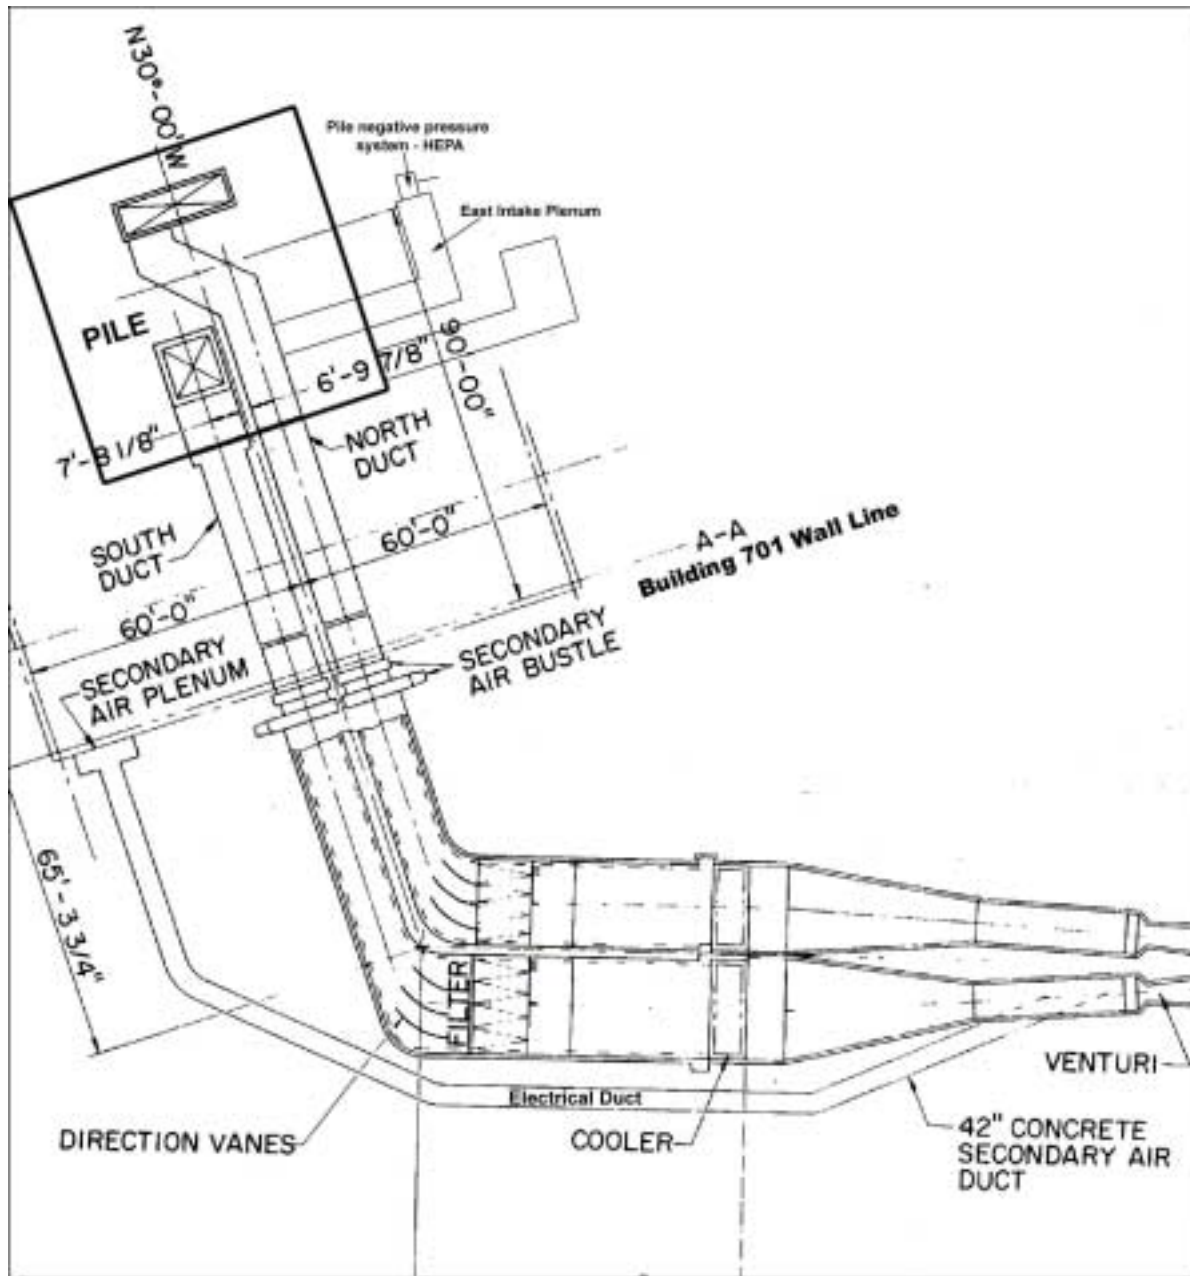 N30°-00'W
Pile negative pressure
system - HEPA
East Intake Plenum
PILE
6'-9 7/8"
90'-00"
7'-8 1/8"
NORTH
DUCT
SOUTH
DUCT
60'-0"
A-A
Building 701 Wall Line
60'-0"
SECONDARY
AIR PLENUM
SECONDARY
AIR BUSTLE
65'-3 3/4"
FILTER
VENTURI
Electrical Duct
DIRECTION VANES
COOLER
42" CONCRETE
SECONDARY AIR
DUCT